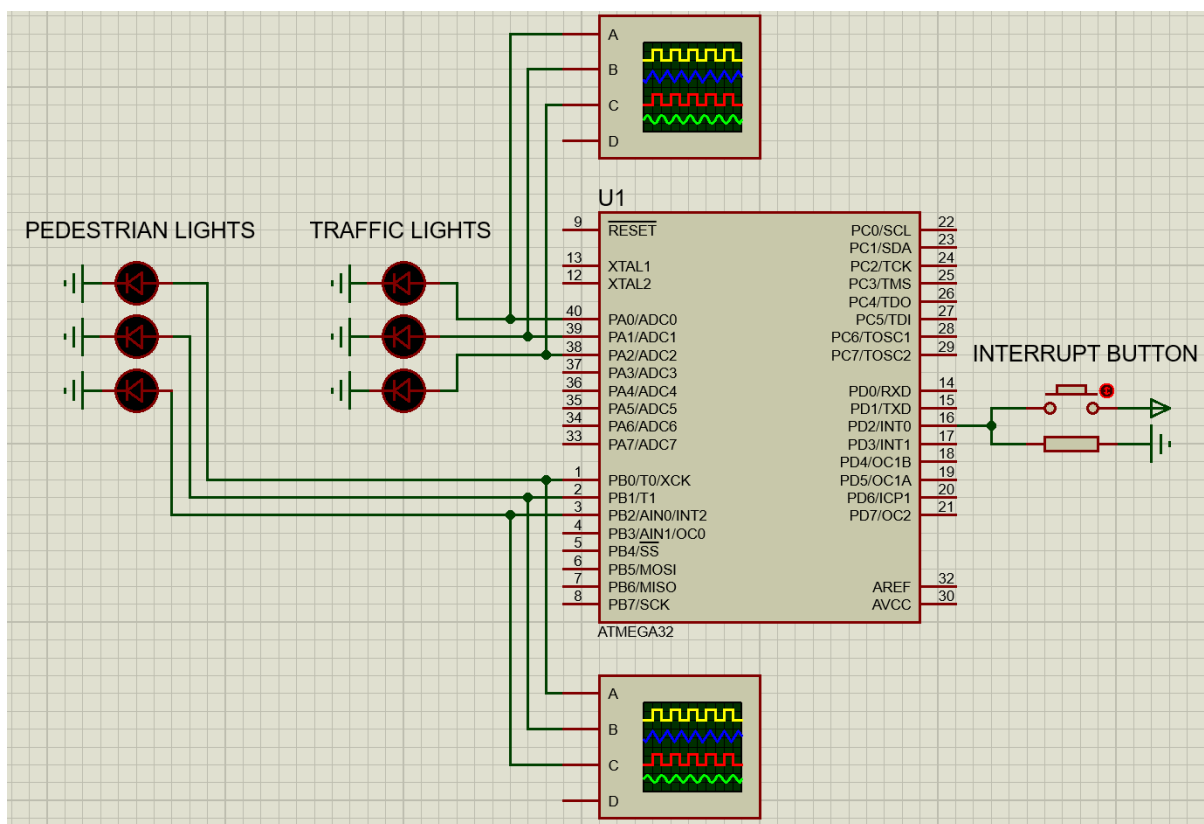 A
B
C
D
U1
PEDESTRIAN LIGHTS
TRAFFIC LIGHTS
INTERRUPT BUTTON
9 RESET
13 XTAL1
12 XTAL2
40 PA0/ADC0
39 PA1/ADC1
38 PA2/ADC2
37 PA3/ADC3
36 PA4/ADC4
35 PA5/ADC5
34 PA6/ADC6
33 PA7/ADC7
1 PB0/T0/XCK
2 PB1/T1
3 PB2/AIN0/INT2
4 PB3/AIN1/OC0
5 PB4/SS
6 PB5/MOSI
7 PB6/MISO
8 PB7/SCK
PC0/SCL 22
PC1/SDA 23
PC2/TCK 24
PC3/TMS 25
PC4/TDO 26
PC5/TDI 27
PC6/TOSC1 28
PC7/TOSC2 29
PD0/RXD 14
PD1/TXD 15
PD2/INT0 16
PD3/INT1 17
PD4/OC1B 18
PD5/OC1A 19
PD6/ICP1 20
PD7/OC2 21
AREF 32
AVCC 30
ATMEGA32
A
B
C
D